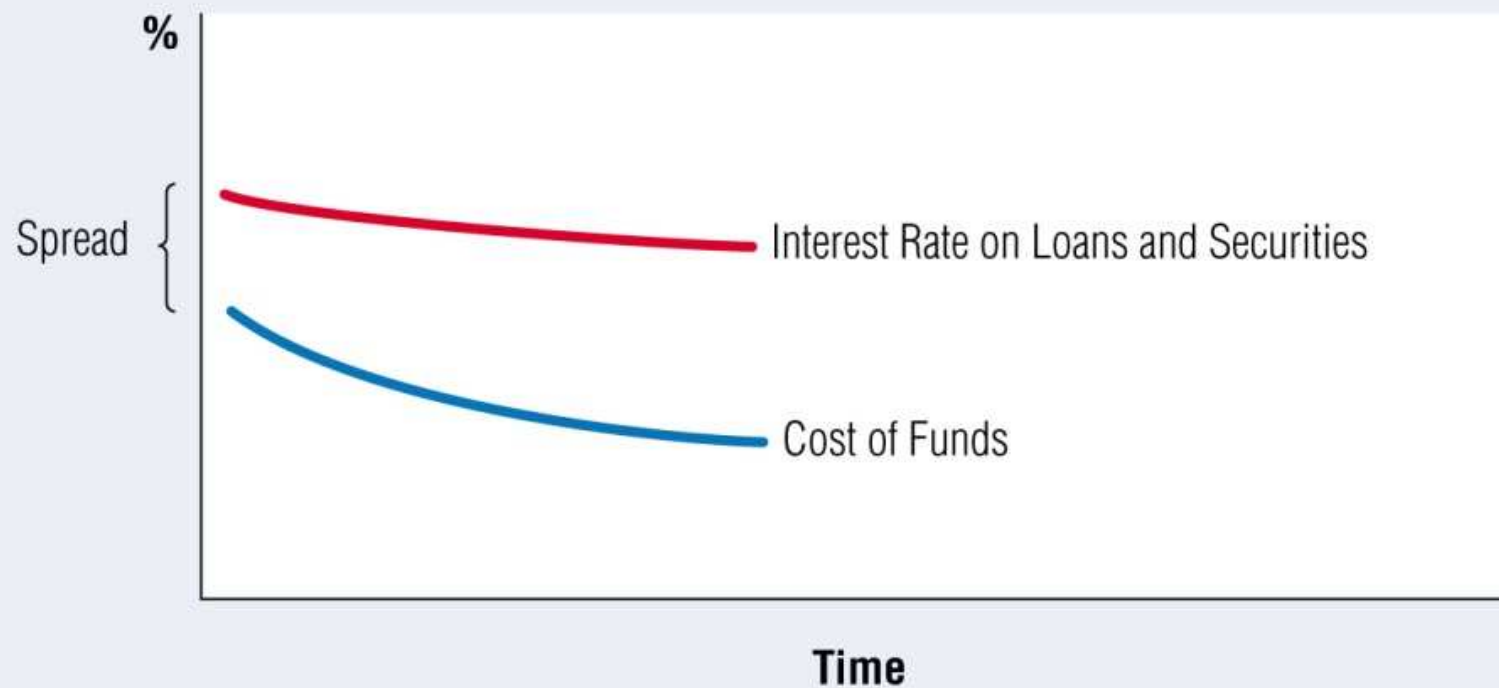 %
Spread
Interest Rate on Loans and Securities
Cost of Funds
Time